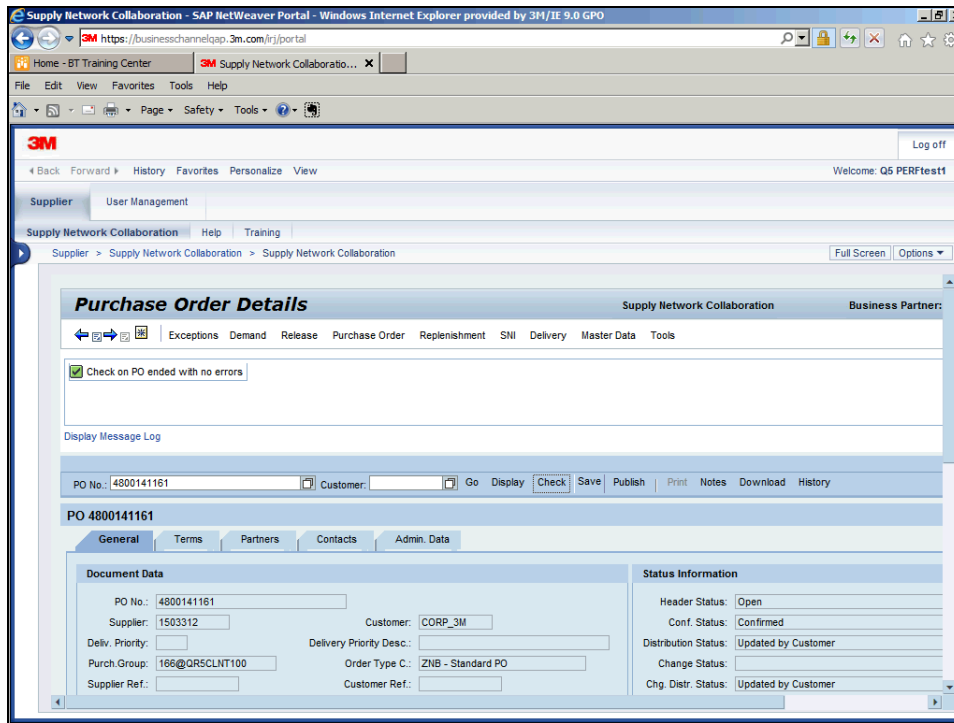 Supply Network Collaboration - SAP NetWeaver Portal - Windows Internet Explorer provided by 3M/IE 9.0 GPO
3M https://businesschannelqap.3m.com/irj/portal
Home - BT Training Center 3M Supply Network Collaboratio... X
File Edit View Favorites Tools Help
Page Safety Tools
3M Log off
Back Forward History Favorites Personalize View Welcome: Q5 PERFtest1
Supplier User Management
Supply Network Collaboration Help Training
Supplier > Supply Network Collaboration > Supply Network Collaboration Full Screen Options
Purchase Order Details Supply Network Collaboration Business Partner:
Exceptions Demand Release Purchase Order Replenishment SNI Delivery Master Data Tools
Check on PO ended with no errors
Display Message Log
PO No.: 4800141161 Customer: Go Display Check Save Publish Print Notes Download History
PO 4800141161
General Terms Partners Contacts Admin. Data
Document Data Status Information
PO No.: 4800141161 Header Status: Open
Supplier: 1503312 Customer: CORP_3M Conf. Status: Confirmed
Deliv. Priority: Delivery Priority Desc.: Distribution Status: Updated by Customer
Purch.Group: 166@QR5CLNT100 Order Type C.: ZNB - Standard PO Change Status:
Supplier Ref.: Customer Ref.: Chg. Distr. Status: Updated by Customer